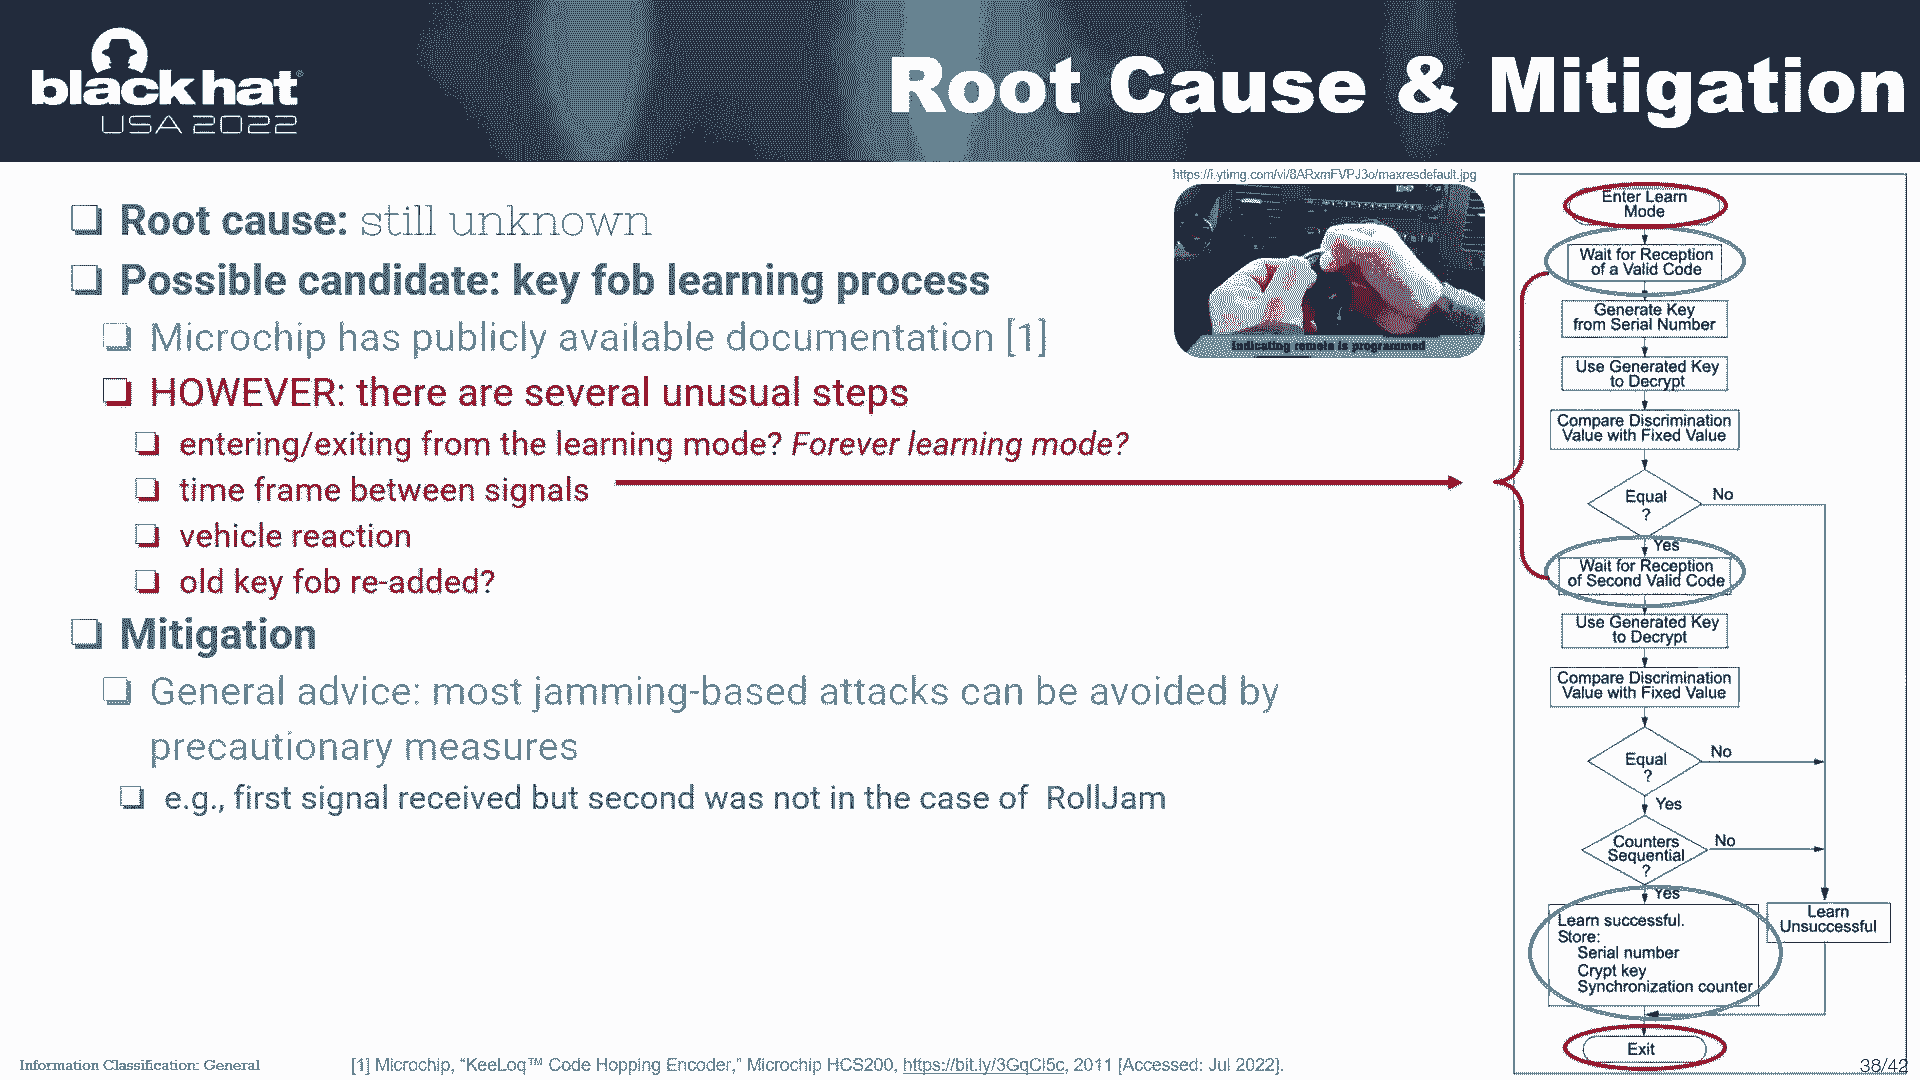 black hat®
USA 2022
Root Cause & Mitigation
https://i.ytimg.com/vi/8ARxmFVPJ3o/maxresdefault.jpg
Root cause: still unknown
Possible candidate: key fob learning process
Microchip has publicly available documentation [1]
HOWEVER: there are several unusual steps
entering/exiting from the learning mode? Forever learning mode?
time frame between signals
vehicle reaction
old key fob re-added?
Mitigation
General advice: most jamming-based attacks can be avoided by
precautionary measures
e.g., first signal received but second was not in the case of RollJam
Indicating remote is programmed
Enter Learn
Mode
Wait for Reception
of a Valid Code
Generate Key
from Serial Number
Use Generated Key
to Decrypt
Compare Discrimination
Value with Fixed Value
Equal
?
No
Yes
Wait for Reception
of Second Valid Code
Use Generated Key
to Decrypt
Compare Discrimination
Value with Fixed Value
Equal
?
No
Yes
Counters
Sequential
?
No
Yes
Learn successful.
Store:
Serial number
Crypt key
Synchronization counter
Learn
Unsuccessful
Exit
Information Classification: General
[1] Microchip, “KeeLoq™ Code Hopping Encoder,” Microchip HCS200, https://bit.ly/3GqCl5c, 2011 [Accessed: Jul 2022].
38/42